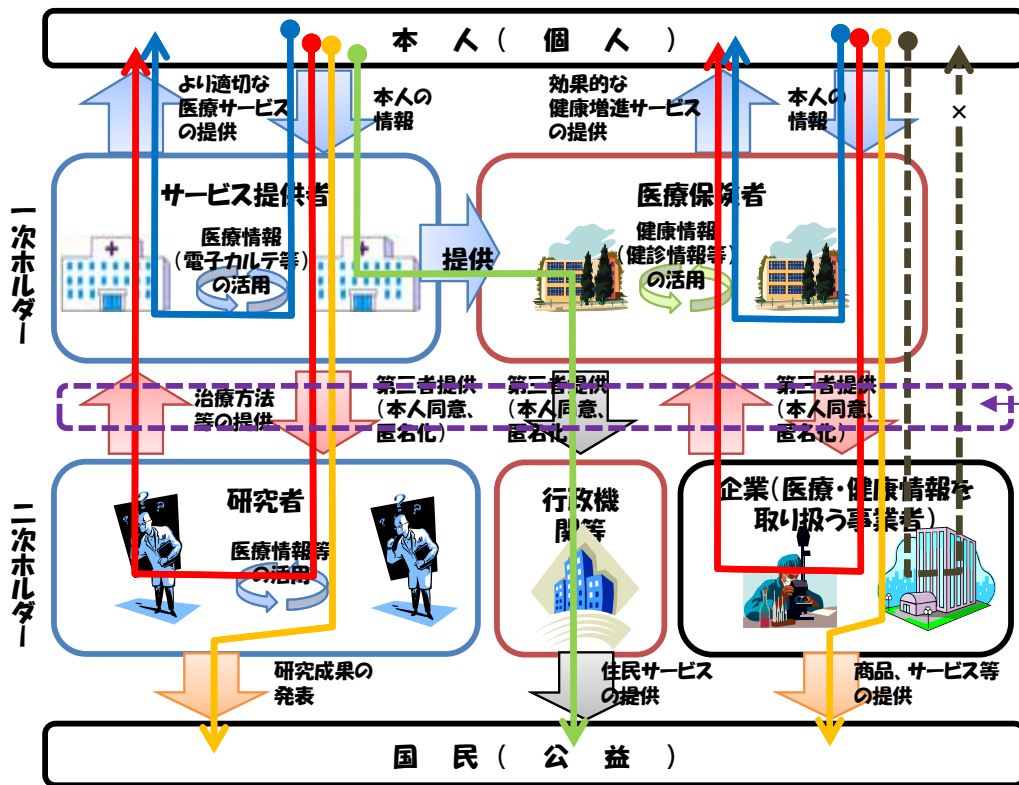 本 人 （ 個 人 ）
より適切な
医療サービス
の提供
本人の
情報
効果的な
健康増進サービス
の提供
本人の
情報
×
一次ホルダー
サービス提供者
医療情報
（電子カルテ等）
の活用
提供
医療保険者
健康情報
（健診情報等）
の活用
治療方法
等の提供
第三者提供
（本人同意、
匿名化）
第三者提供
（本人同意、
匿名化
第三者提供
（本人同意、
匿名化）
二次ホルダー
研究者
医療情報等
の活用
行政機
関等
企業（医療・健康情報を
取り扱う事業者）
研究成果の
発表
住民サービス
の提供
商品、サービス等
の提供
国 民 （ 公 益 ）